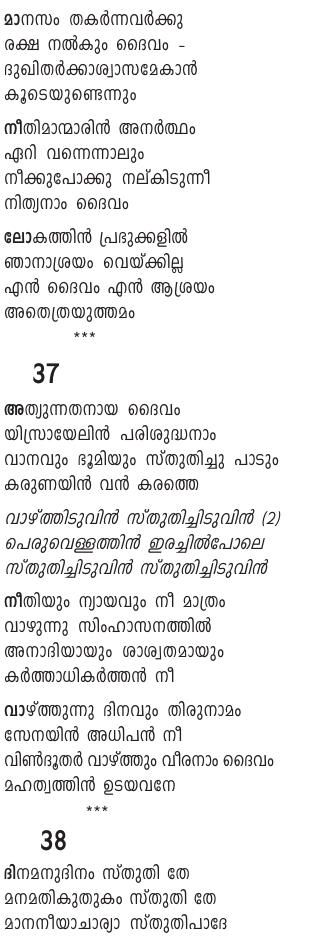 മാനസം തകർന്നവർക്കു
രക്ഷ നൽകും ദൈവം -
ദുഖിതർക്കാശ്വാസമേകാൻ
കൂടെയുണ്ടെന്നും
നീതിമാന്മാരിൻ അനർത്ഥം
ഏറി വന്നെന്നാലും
നീക്കുപോക്കു നല്കിടുന്നീ
നിത്യനാം ദൈവം
ലോകത്തിൻ പ്രഭുക്കളിൽ
ഞാനാശ്രയം വെയ്ക്കില്ല
എൻ ദൈവം എൻ ആശ്രയം
അതെത്രയുത്തമം
***
37
അത്യുന്നതനായ ദൈവം
യിസ്രായേലിൻ പരിശുദ്ധനാം
വാനവും ഭൂമിയും സ്തുതിച്ചു പാടും
കരുണയിൻ വൻ കരത്തെ
വാഴ്ത്തിടുവിൻ സ്തുതിച്ചിടുവിൻ (2)
പെരുവെള്ളത്തിൻ ഇരച്ചിൽപോലെ
സ്തുതിച്ചിടുവിൻ സ്തുതിച്ചിടുവിൻ
നീതിയും ന്യായവും നീ മാത്രം
വാഴുന്നു സിംഹാസനത്തിൽ
അനാദിയായും ശാശ്വതമായും
കർത്താധികർത്തൻ നീ
വാഴ്ത്തുന്നു ദിനവും തിരുനാമം
സേനയിൻ അധിപൻ നീ
വിൺദൂതർ വാഴ്ത്തും വീരനാം ദൈവം
മഹത്വത്തിൻ ഉടയവനേ
***
38
ദിനമനുദിനം സ്തുതി തേ
മനമതികുതുകം സ്തുതി തേ
മാനനീയാചാര്യാ സ്തുതിപാദേ